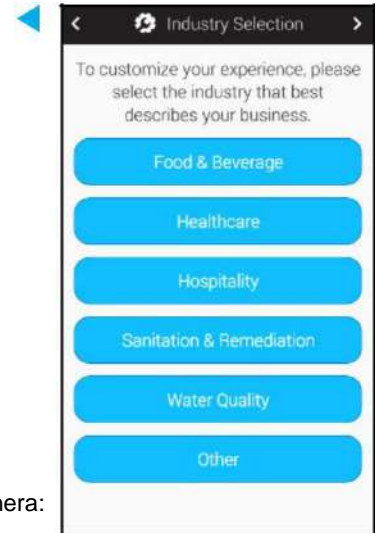 Industry Selection
To customize your experience, please
select the industry that best
describes your business.
Food & Beverage
Healthcare
Hospitality
Sanitation & Remediation
Water Quality
Other
nera: